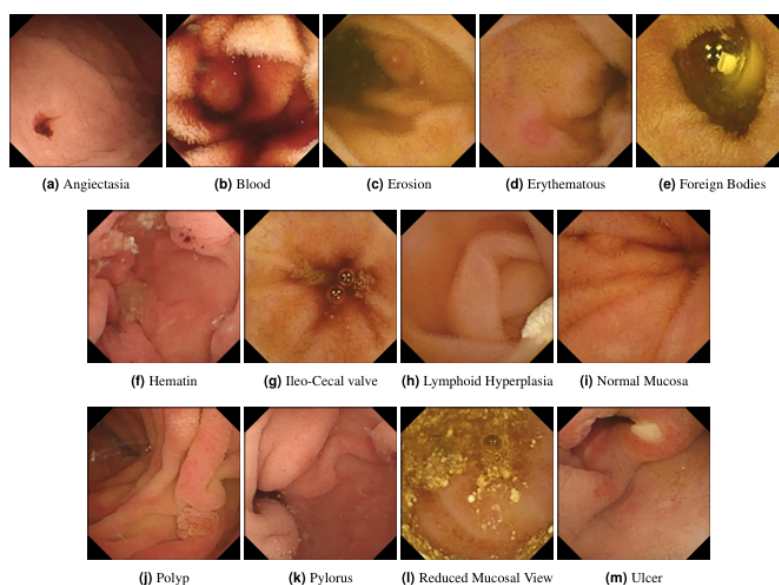 (a) Angiectasia
(b) Blood
(c) Erosion
(d) Erythematous
(e) Foreign Bodies
(f) Hematin
(g) Ileo-Cecal valve
(h) Lymphoid Hyperplasia
(i) Normal Mucosa
(j) Polyp
(k) Pylorus
(l) Reduced Mucosal View
(m) Ulcer